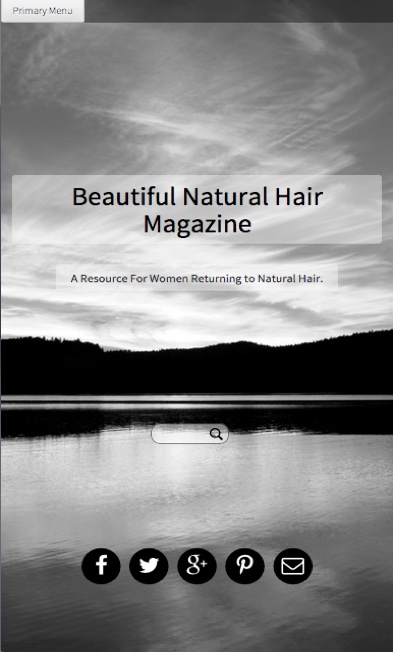 Primary Menu
Beautiful Natural Hair
Magazine
A Resource For Women Returning to Natural Hair.
f
g+